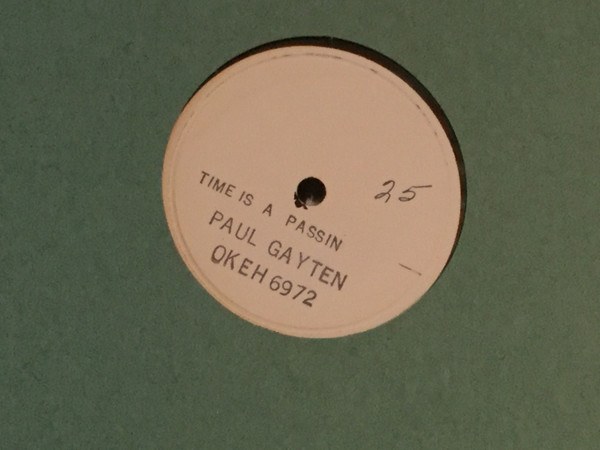 25
TIME IS A PASSIN
PAUL GAYTEN
OKEH 6972